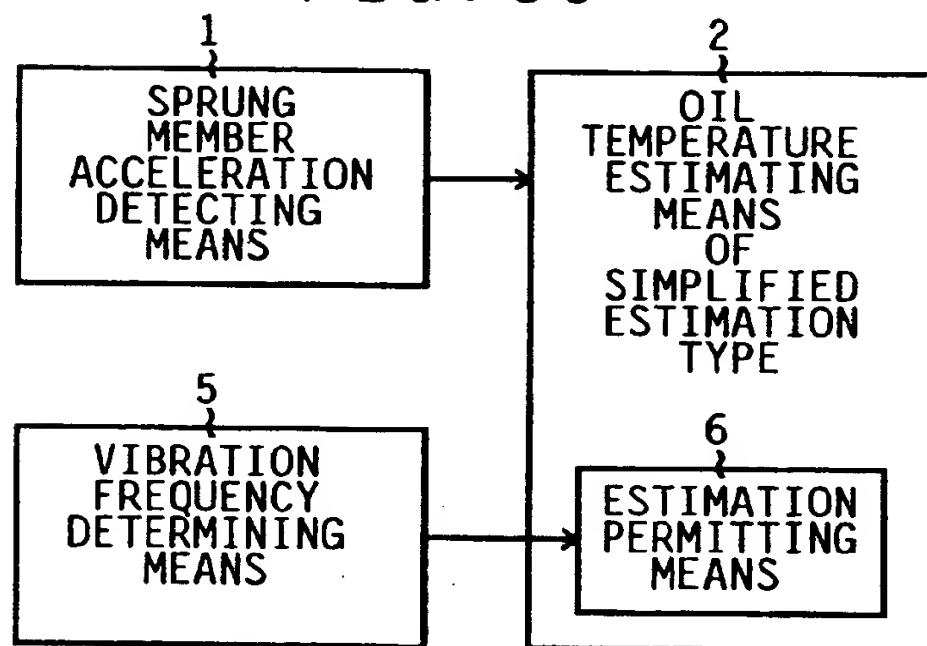 1
SPRUNG
MEMBER
ACCELERATION
DETECTING
MEANS
2
OIL
TEMPERATURE
ESTIMATING
MEANS
OF
SIMPLIFIED
ESTIMATION
TYPE
5
VIBRATION
FREQUENCY
DETERMINING
MEANS
6
ESTIMATION
PERMITTING
MEANS